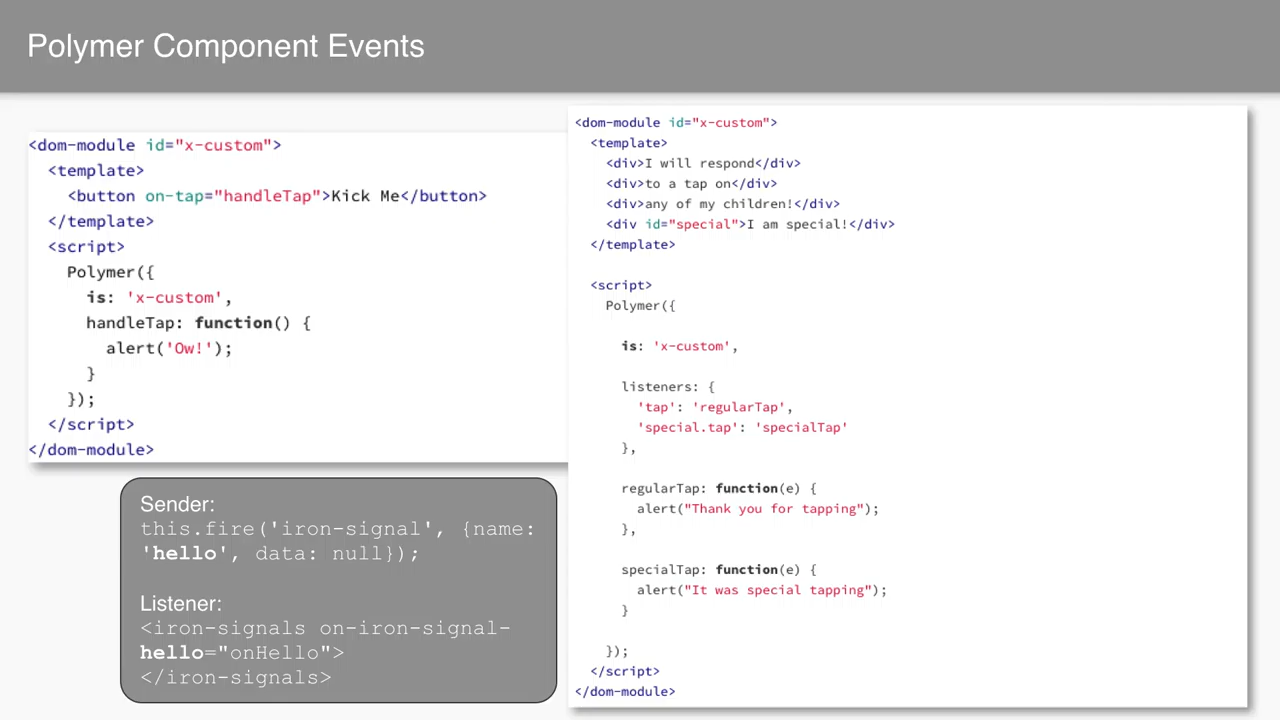 Polymer Component Events
<dom-module id="x-custom">
  <template>
    <button on-tap="handleTap">Kick Me</button>
  </template>
  <script>
    Polymer({
      is: 'x-custom',
      handleTap: function() {
        alert('Ow!');
      }
    });
  </script>
</dom-module>
Sender:
this.fire('iron-signal', {name:
'hello', data: null});
Listener:
<iron-signals on-iron-signal-
hello="onHello">
</iron-signals>
<dom-module id="x-custom">
  <template>
    <div>I will respond</div>
    <div>to a tap on</div>
    <div>any of my children!</div>
    <div id="special">I am special!</div>
  </template>
  <script>
    Polymer({
      is: 'x-custom',
      listeners: {
        'tap': 'regularTap',
        'special.tap': 'specialTap'
      },
      regularTap: function(e) {
        alert("Thank you for tapping");
      },
      specialTap: function(e) {
        alert("It was special tapping");
      }
    });
  </script>
</dom-module>